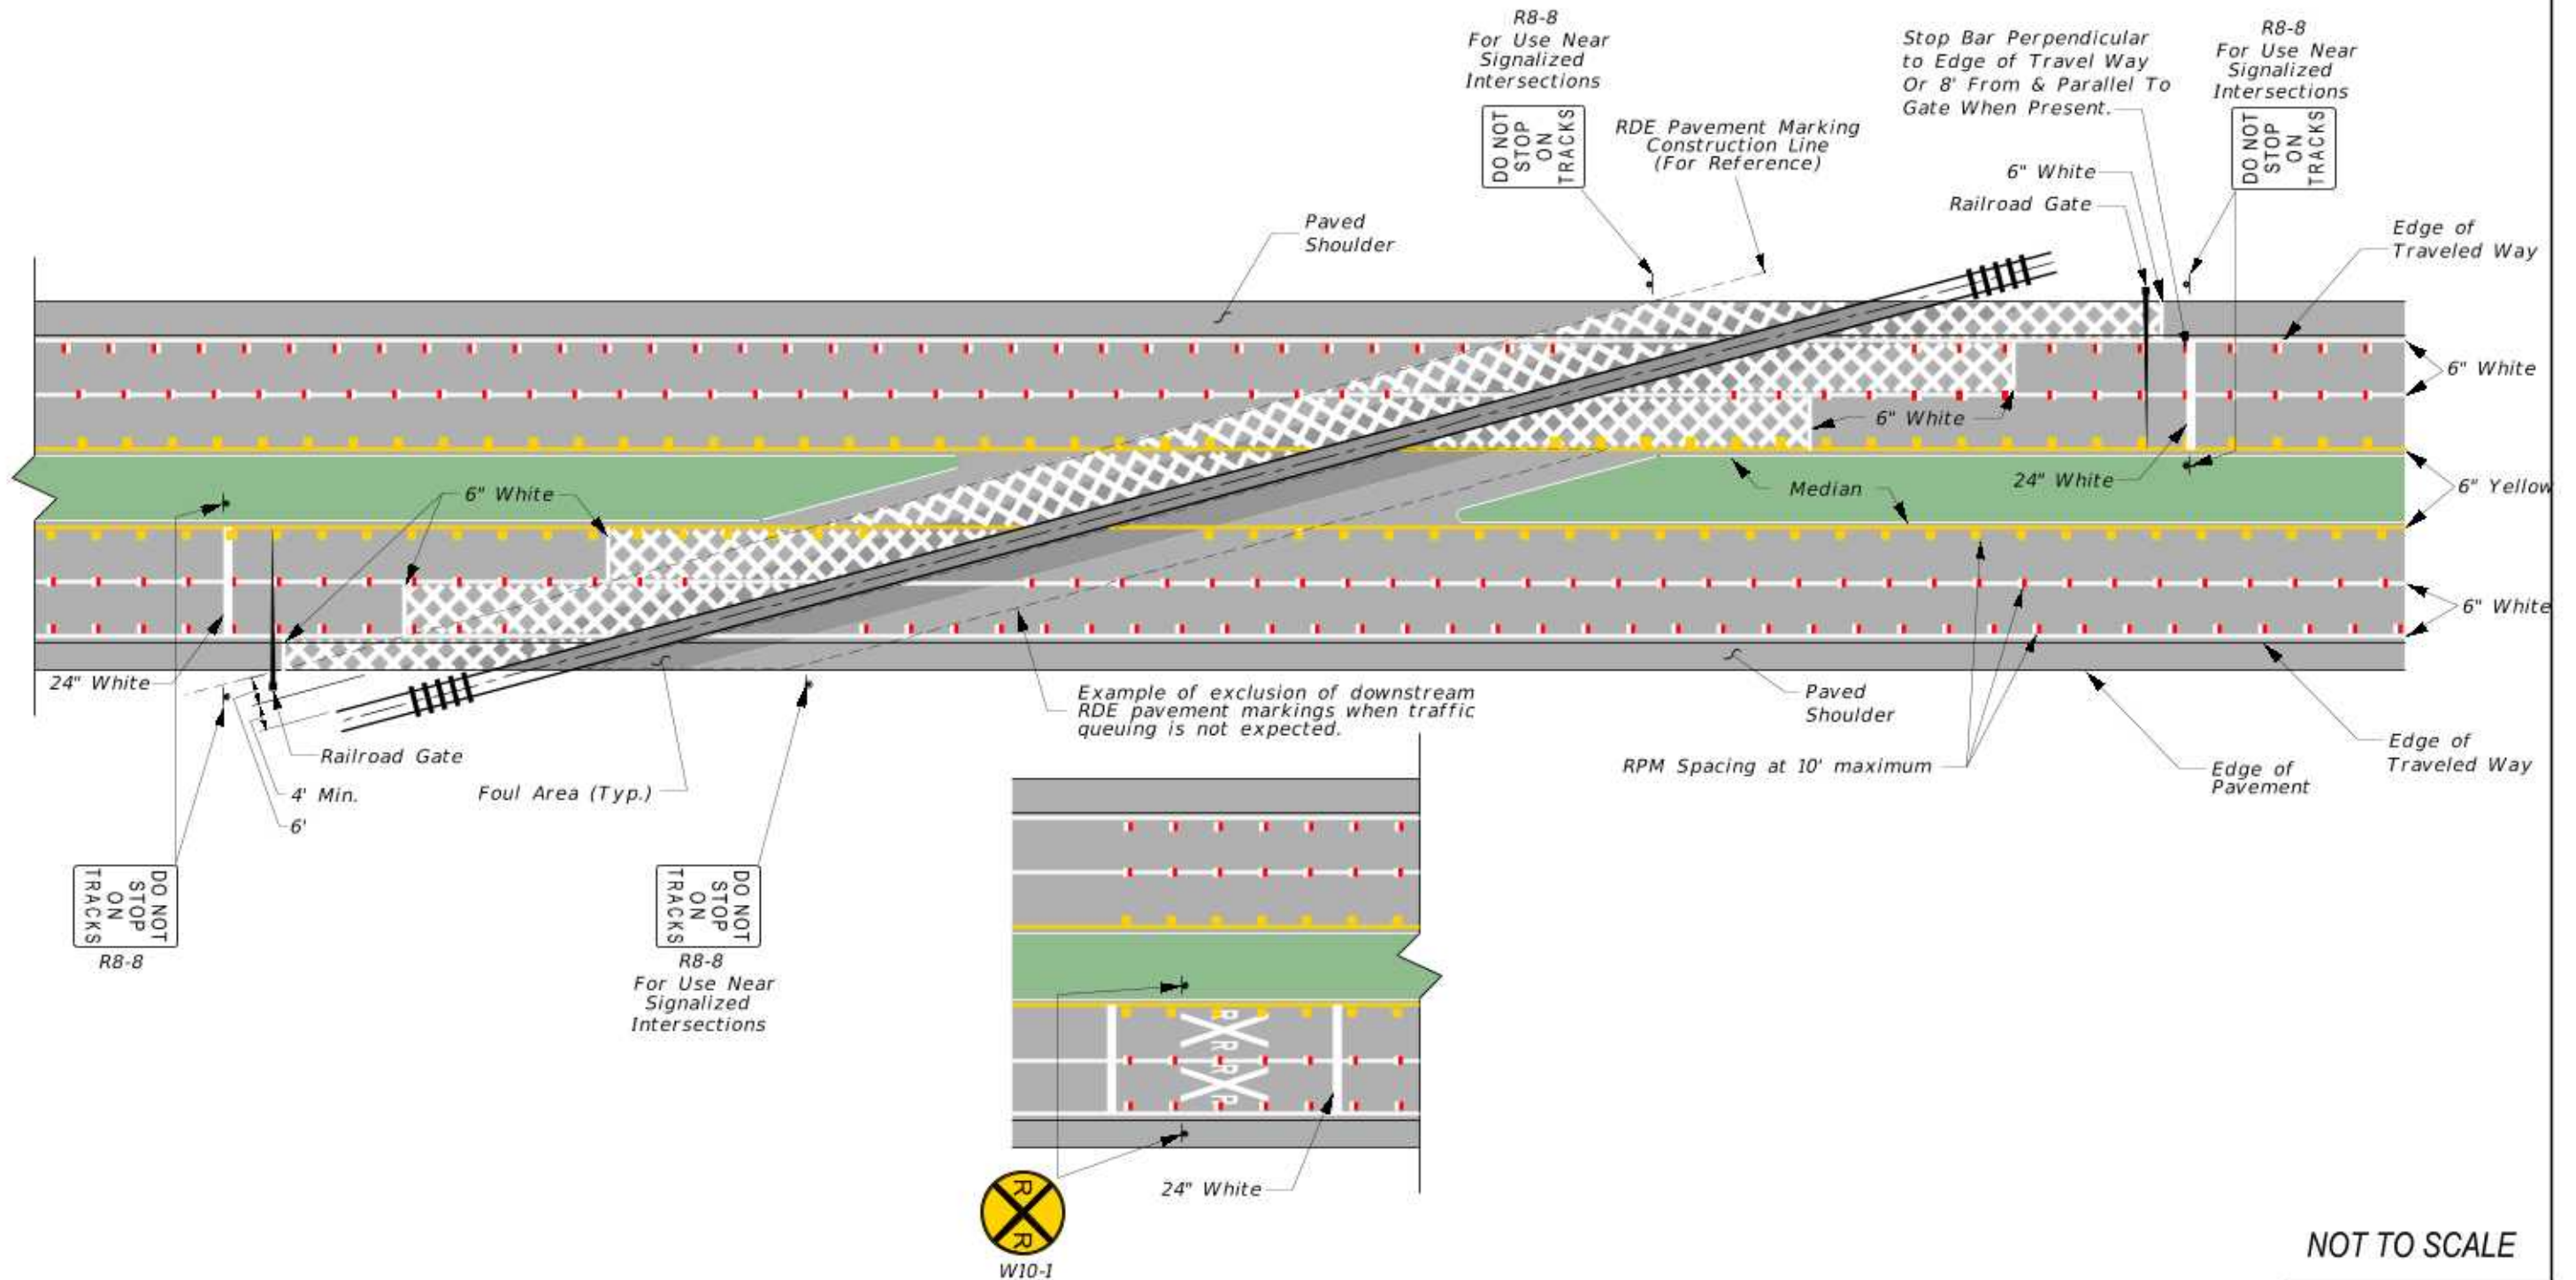 R8-8
For Use Near
Signalized
Intersections
DO NOT
STOP
ON
TRACKS
RDE Pavement Marking
Construction Line
(For Reference)
Stop Bar Perpendicular
to Edge of Travel Way
Or 8' From & Parallel To
Gate When Present.
R8-8
For Use Near
Signalized
Intersections
DO NOT
STOP
ON
TRACKS
6" White
Railroad Gate
Paved
Shoulder
Edge of
Traveled Way
6" White
6" White
24" White
Median
6" Yellow
6" White
6" White
24" White
Railroad Gate
4' Min.
6'
Foul Area (Typ.)
Example of exclusion of downstream
RDE pavement markings when traffic
queuing is not expected.
Paved
Shoulder
RPM Spacing at 10' maximum
Edge of
Pavement
Edge of
Traveled Way
DO NOT
STOP
ON
TRACKS
R8-8
DO NOT
STOP
ON
TRACKS
R8-8
For Use Near
Signalized
Intersections
R R
R R
24" White
R R
W10-1
NOT TO SCALE